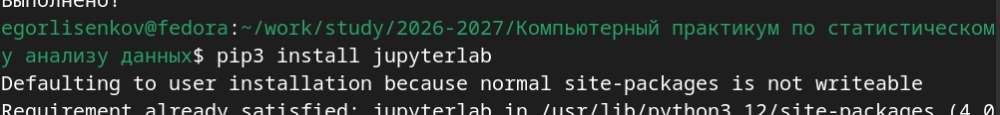 Выполнено!
egorlisenkov@fedora:~/work/study/2026-2027/Компьютерный практикум по статистическом
у анализу данных$ pip3 install jupyterlab
Defaulting to user installation because normal site-packages is not writeable
Requirement already satisfied: jupyterlab in /usr/lib/python3.12/site-packages (4.0